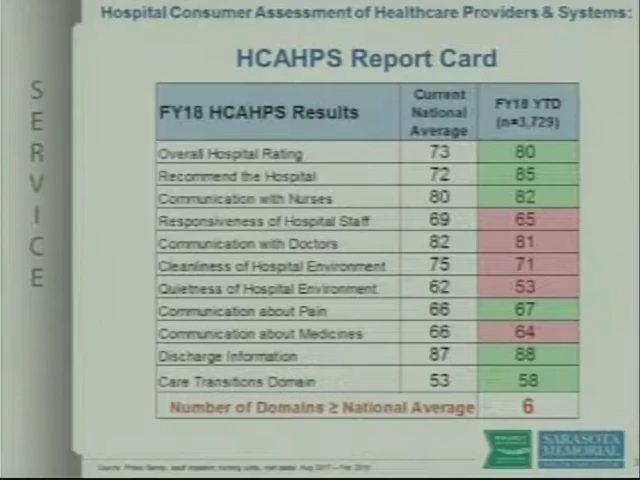 Hospital Consumer Assessment of Healthcare Providers & Systems:
HCAHPS Report Card
SERVICE
FY18 HCAHPS Results Current National Average FY18 YTD (n=3,729)
Overall Hospital Rating 73 80
Recommend the Hospital 72 85
Communication with Nurses 80 82
Responsiveness of Hospital Staff 69 65
Communication with Doctors 82 81
Cleanliness of Hospital Environment 75 71
Quietness of Hospital Environment 62 53
Communication about Pain 66 67
Communication about Medicines 66 64
Discharge Information 87 88
Care Transitions Domain 53 58
Number of Domains ≥ National Average 6
SARASOTA
MEMORIAL